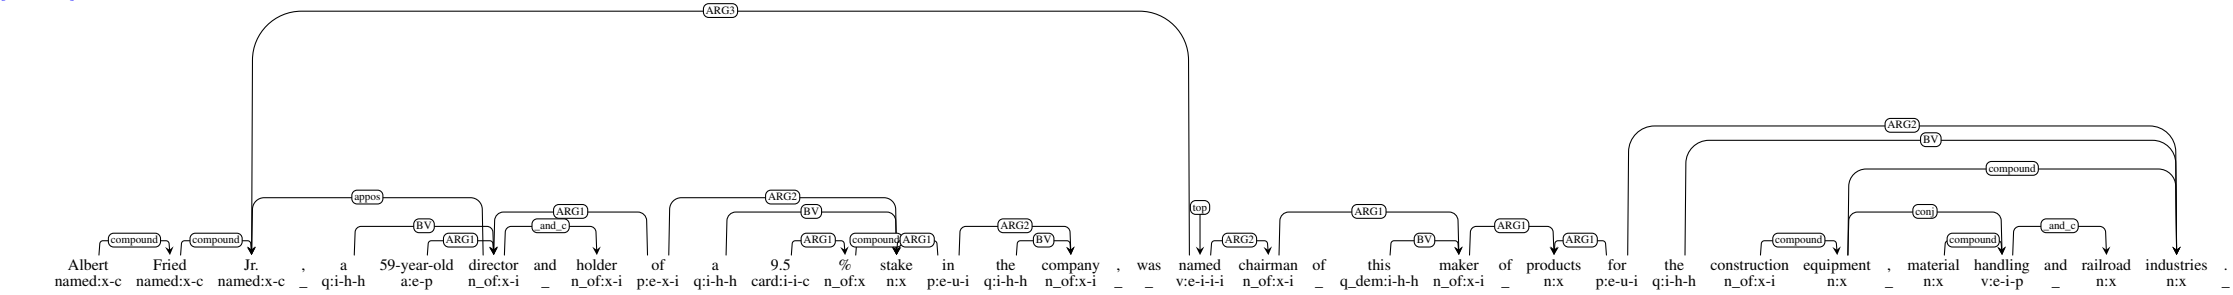 ARG3
ARG2
BV
compound
appos ARG2 top
ARG1 BV ARG1 conj
BV _and_c ARG2 ARG1 _and_c
compound compound ARG1 ARG1 compound ARG1 BV ARG2 BV ARG1 compound compound
Albert Fried Jr. , a 59-year-old director and holder of a 9.5 % stake in the company , was named chairman of this maker of products for the construction equipment , material handling and railroad industries .
named:x-c named:x-c named:x-c _ q:i-h-h a:e-p n_of:x-i _ n_of:x-i p:e-x-i q:i-h-h card:i-i-c n_of:x n:x p:e-u-i q:i-h-h n_of:x-i _ _ v:e-i-i-i n_of:x-i _ q_dem:i-h-h n_of:x-i _ n:x p:e-u-i q:i-h-h n_of:x-i n:x _ n:x v:e-i-p _ n:x n:x _